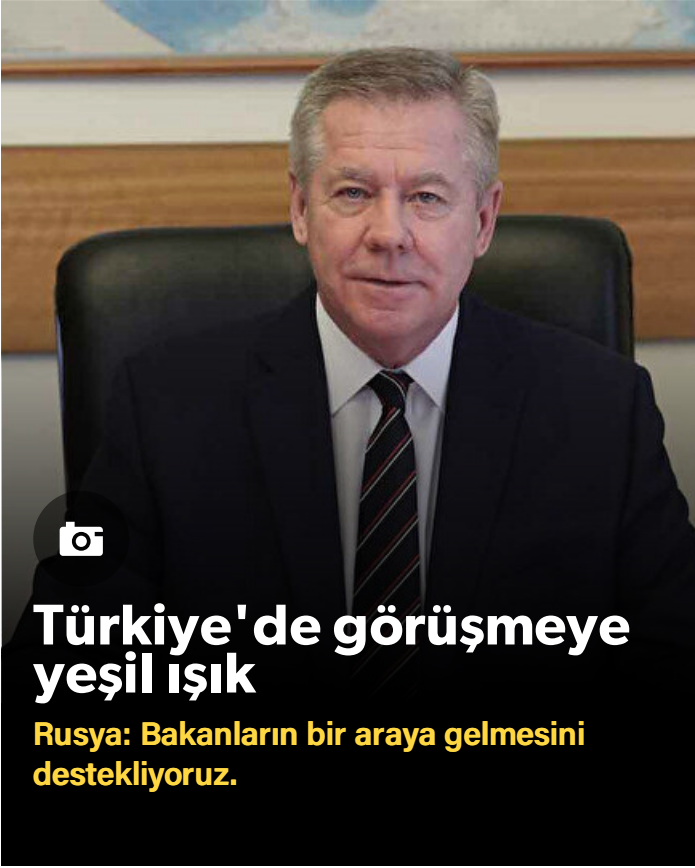 Türkiye'de görüşmeye
yeşil ışık
Rusya: Bakanların bir araya gelmesini
destekliyoruz.